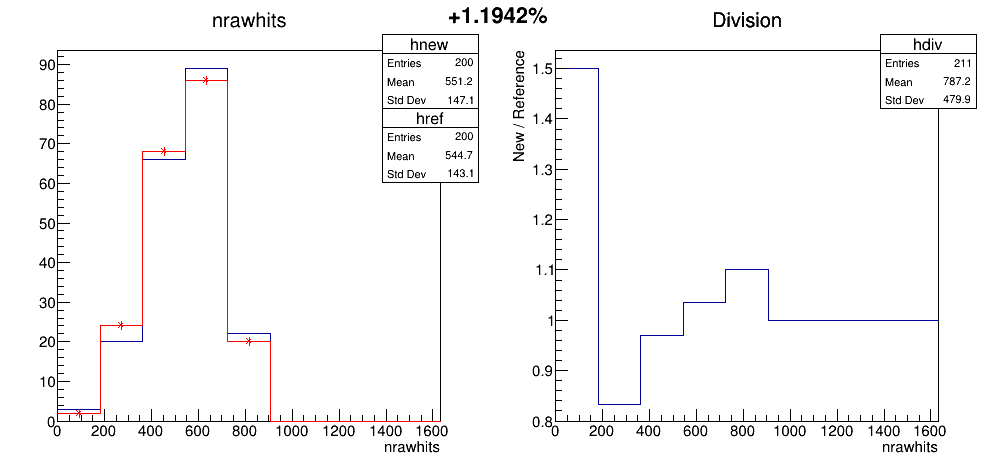 +1.1942%
nrawhits
hnew
Entries 200
Mean 551.2
Std Dev 147.1
href
Entries 200
Mean 544.7
Std Dev 143.1
90
80
70
60
50
40
30
20
10
0
0 200 400 600 800 1000 1200 1400 1600
nrawhits
Division
hdiv
Entries 211
Mean 787.2
Std Dev 479.9
New / Reference
1.5
1.4
1.3
1.2
1.1
1
0.9
0.8
0 200 400 600 800 1000 1200 1400 1600
nrawhits